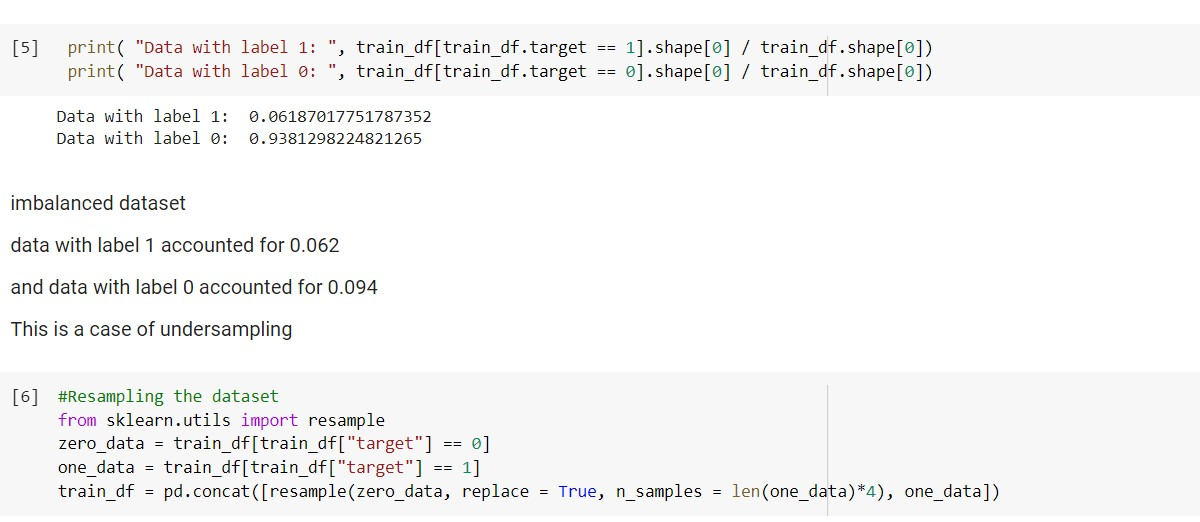 [5] print( "Data with label 1: ", train_df[train_df.target == 1].shape[0] / train_df.shape[0])
print( "Data with label 0: ", train_df[train_df.target == 0].shape[0] / train_df.shape[0])
Data with label 1:  0.06187017751787352
Data with label 0:  0.9381298224821265
imbalanced dataset
data with label 1 accounted for 0.062
and data with label 0 accounted for 0.094
This is a case of undersampling
[6] #Resampling the dataset
from sklearn.utils import resample
zero_data = train_df[train_df["target"] == 0]
one_data = train_df[train_df["target"] == 1]
train_df = pd.concat([resample(zero_data, replace = True, n_samples = len(one_data)*4), one_data])